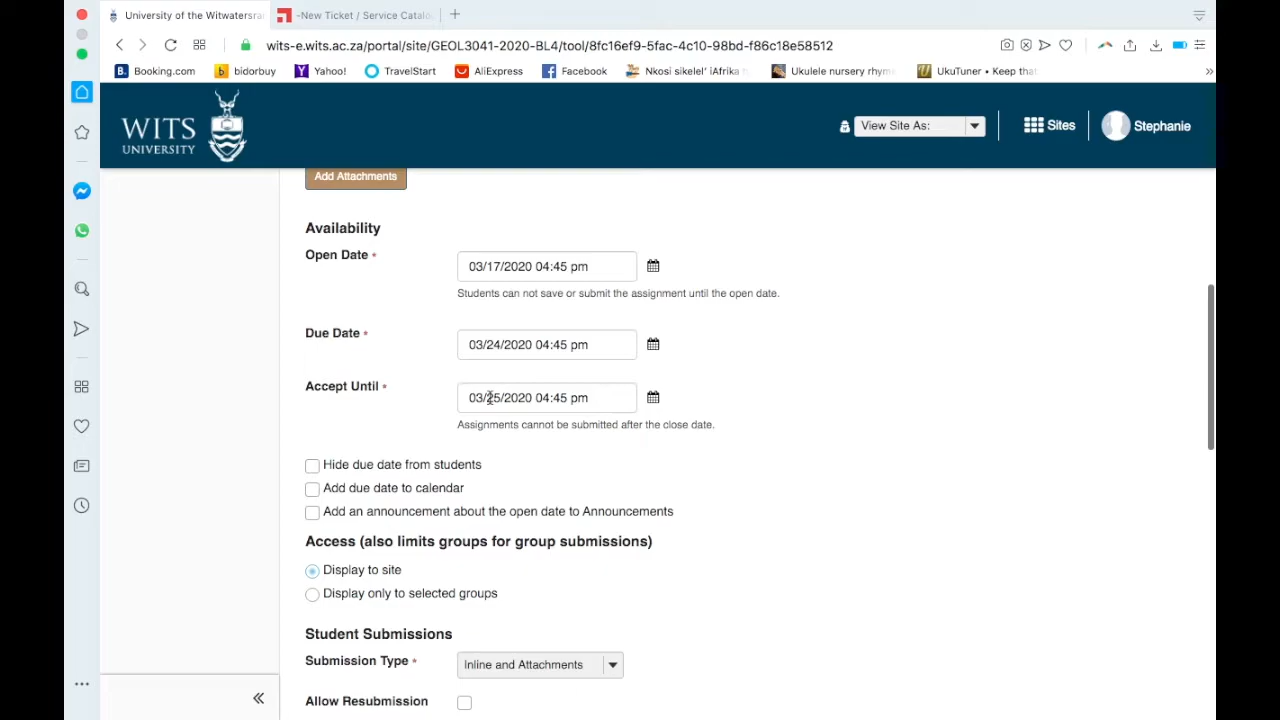 University of the Witwatersra
-New Ticket / Service Catalo
wits-e.wits.ac.za/portal/site/GEOL3041-2020-BL4/tool/8fc16ef9-5fac-4c10-98bd-f86c18e58512
B. Booking.com
b bidorbuy
Y Yahoo!
TravelStart
AliExpress
Facebook
Nkosi sikelel' iAfrika
Ukulele nursery rhym
UkuTuner • Keep tha
WITS
UNIVERSITY
View Site As:
Sites
Stephanie
Add Attachments
Availability
Open Date *
03/17/2020 04:45 pm
Students can not save or submit the assignment until the open date.
Due Date *
03/24/2020 04:45 pm
Accept Until *
03/25/2020 04:45 pm
Assignments cannot be submitted after the close date.
Hide due date from students
Add due date to calendar
Add an announcement about the open date to Announcements
Access (also limits groups for group submissions)
Display to site
Display only to selected groups
Student Submissions
Submission Type *
Inline and Attachments
Allow Resubmission